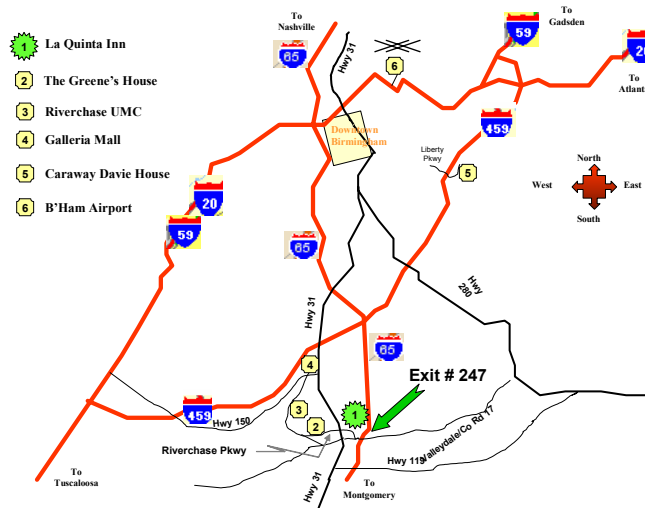 To
Nashville
To
Gadsden
59
1 La Quinta Inn
65
Hwy 31
6
To
Atlant
2 The Greene's House
3 Riverchase UMC
Downtown
Birmingham
459
4 Galleria Mall
Liberty
Pkwy
5
North
5 Caraway Davie House
West
East
20
6 B'Ham Airport
South
59
65
Hwy
280
Hwy 31
65
4
Exit # 247
459
3
1
Hwy 150
2
Valleydale/Co Rd 17
Riverchase Pkwy
Hwy 119
To
Tuscaloosa
Hwy 31
To
Montgomery